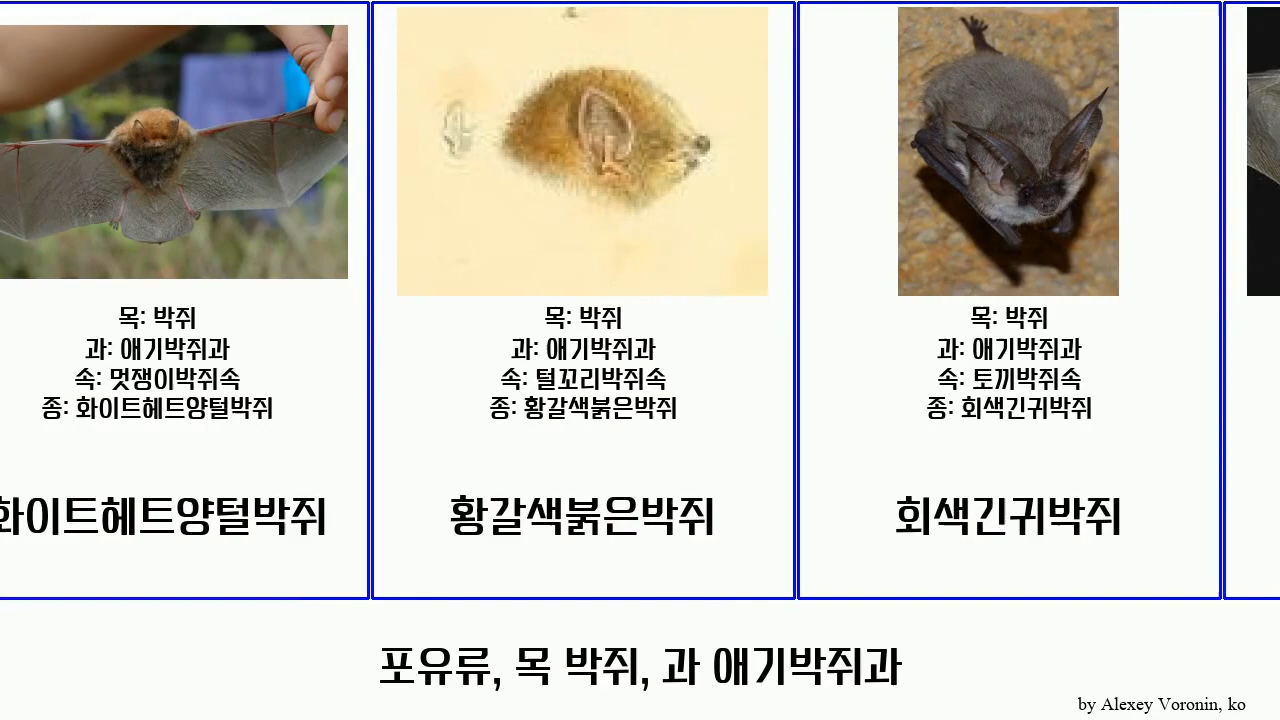 목: 박쥐
과: 애기박쥐과
속: 멋쟁이박쥐속
종: 화이트헤트양털박쥐
화이트헤트양털박쥐
목: 박쥐
과: 애기박쥐과
속: 털꼬리박쥐속
종: 황갈색붉은박쥐
황갈색붉은박쥐
목: 박쥐
과: 애기박쥐과
속: 토끼박쥐속
종: 회색긴귀박쥐
회색긴귀박쥐
포유류, 목 박쥐, 과 애기박쥐과
by Alexey Voronin, ko